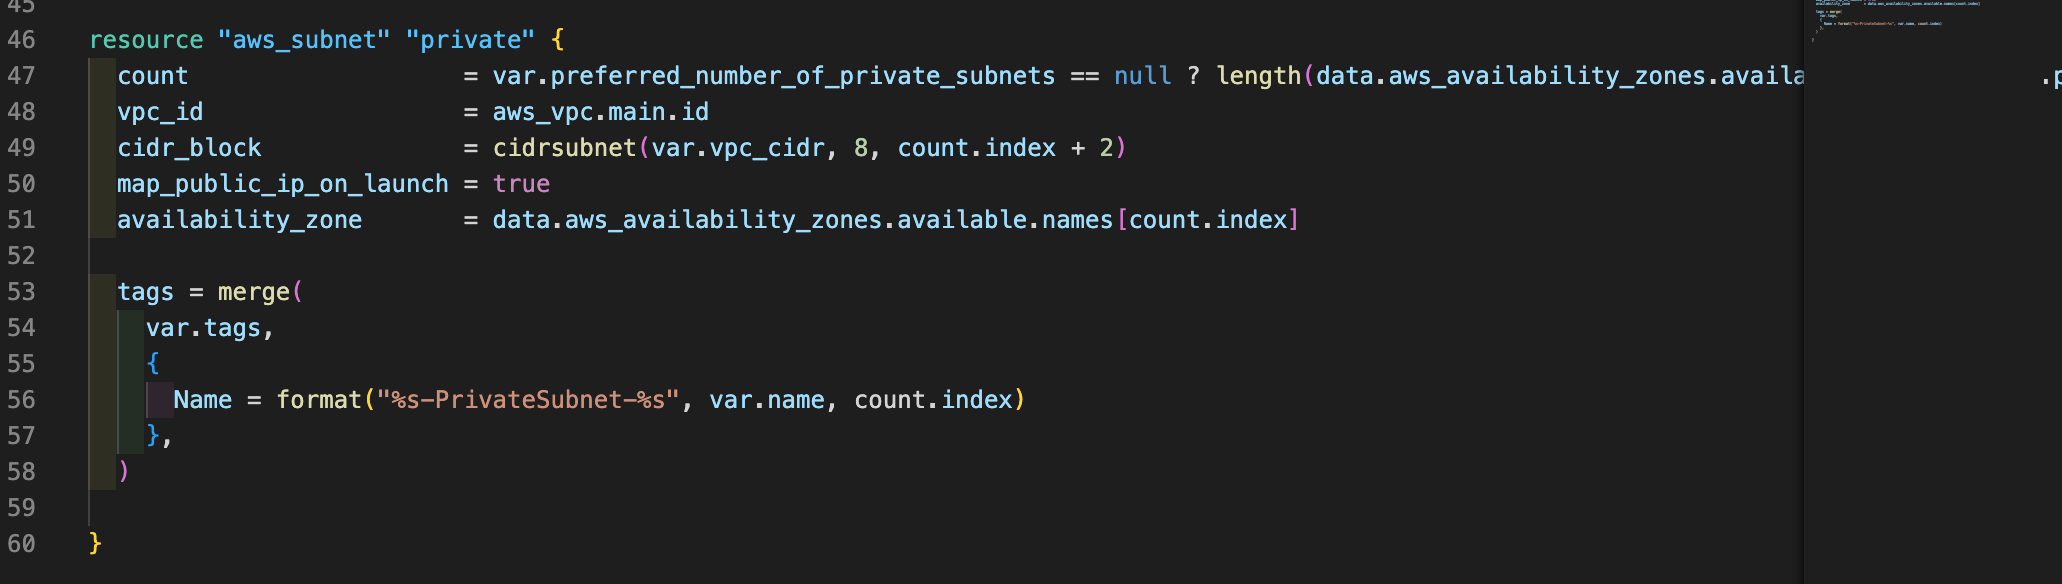 45
46 resource "aws_subnet" "private" {
47 count = var.preferred_number_of_private_subnets == null ? length(data.aws_availability_zones.availa .p
48 vpc_id = aws_vpc.main.id
49 cidr_block = cidrsubnet(var.vpc_cidr, 8, count.index + 2)
50 map_public_ip_on_launch = true
51 availability_zone = data.aws_availability_zones.available.names[count.index]
52
53 tags = merge(
54 var.tags,
55 {
56 Name = format("%s-PrivateSubnet-%s", var.name, count.index)
57 },
58 )
59
60 }